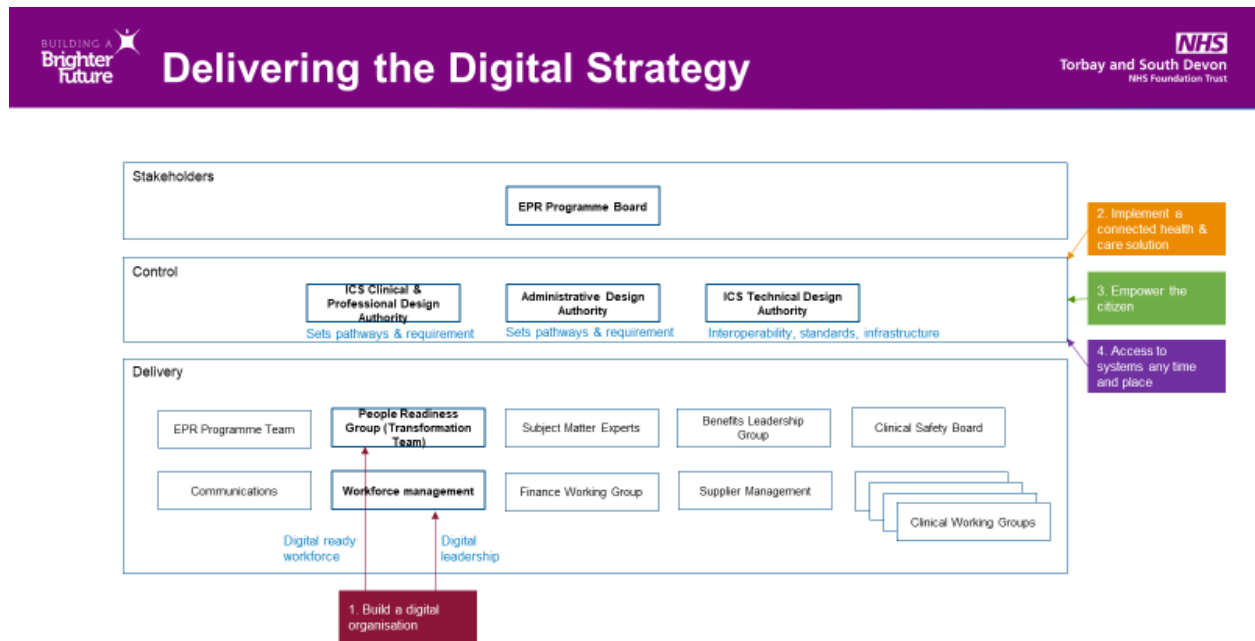 BUILDING A
Brighter
Future
Delivering the Digital Strategy
NHS
Torbay and South Devon
NHS Foundation Trust
Stakeholders
EPR Programme Board
2. Implement a
connected health &
care solution
Control
ICS Clinical &
Professional Design
Authority
Sets pathways & requirement
Administrative Design
Authority
Sets pathways & requirement
ICS Technical Design
Authority
Interoperability, standards, infrastructure
3. Empower the
citizen
4. Access to
systems any time
and place
Delivery
EPR Programme Team
People Readiness
Group (Transformation
Team)
Subject Matter Experts
Benefits Leadership
Group
Clinical Safety Board
Communications
Workforce management
Finance Working Group
Supplier Management
Clinical Working Groups
Digital ready
workforce
Digital
leadership
1. Build a digital
organisation